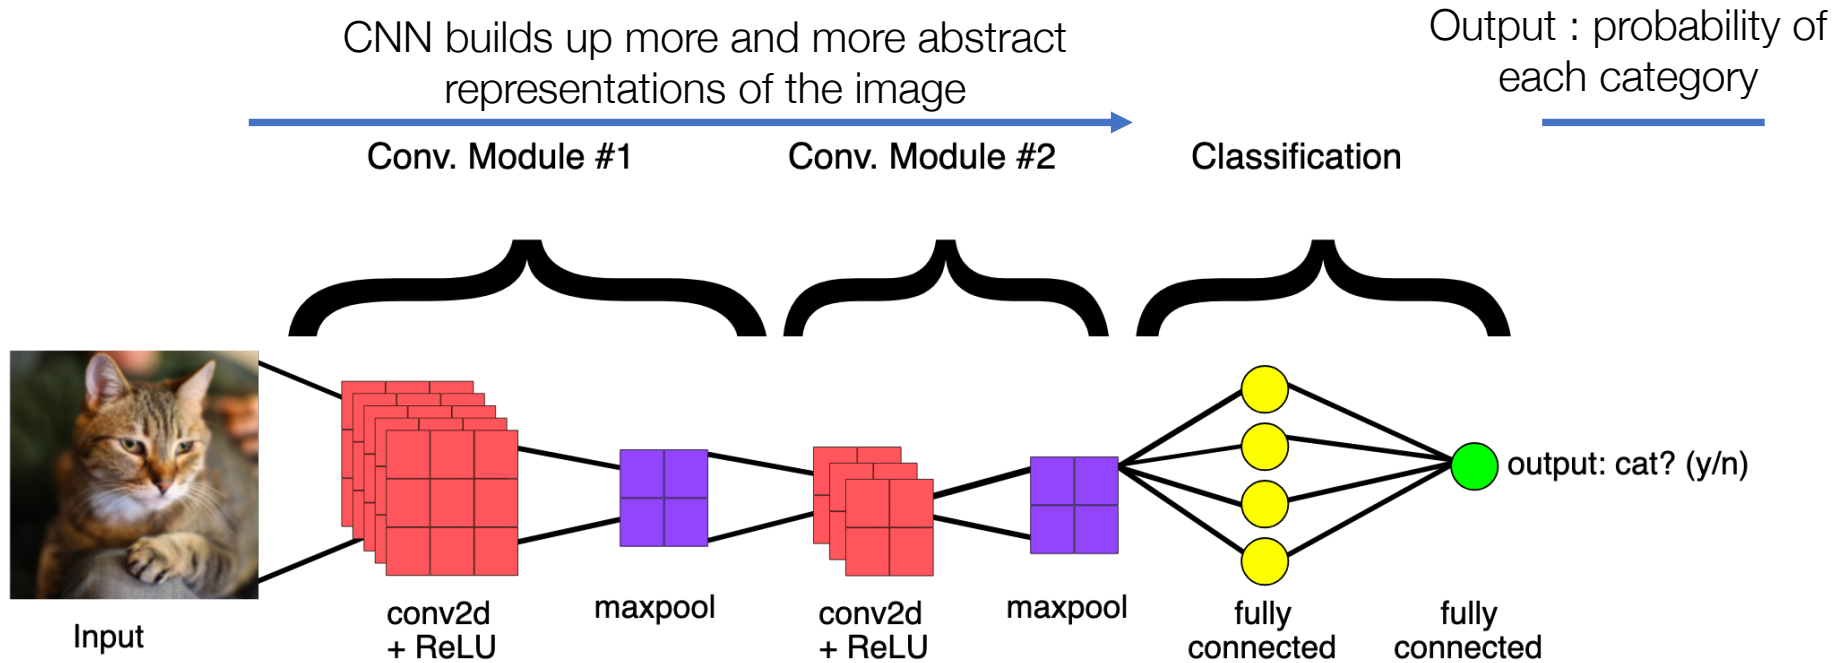 CNN builds up more and more abstract
representations of the image
Output : probability of
each category
Conv. Module #1
Conv. Module #2
Classification
output: cat? (y/n)
Input
conv2d
+ ReLU
maxpool
conv2d
+ ReLU
maxpool
fully
connected
fully
connected